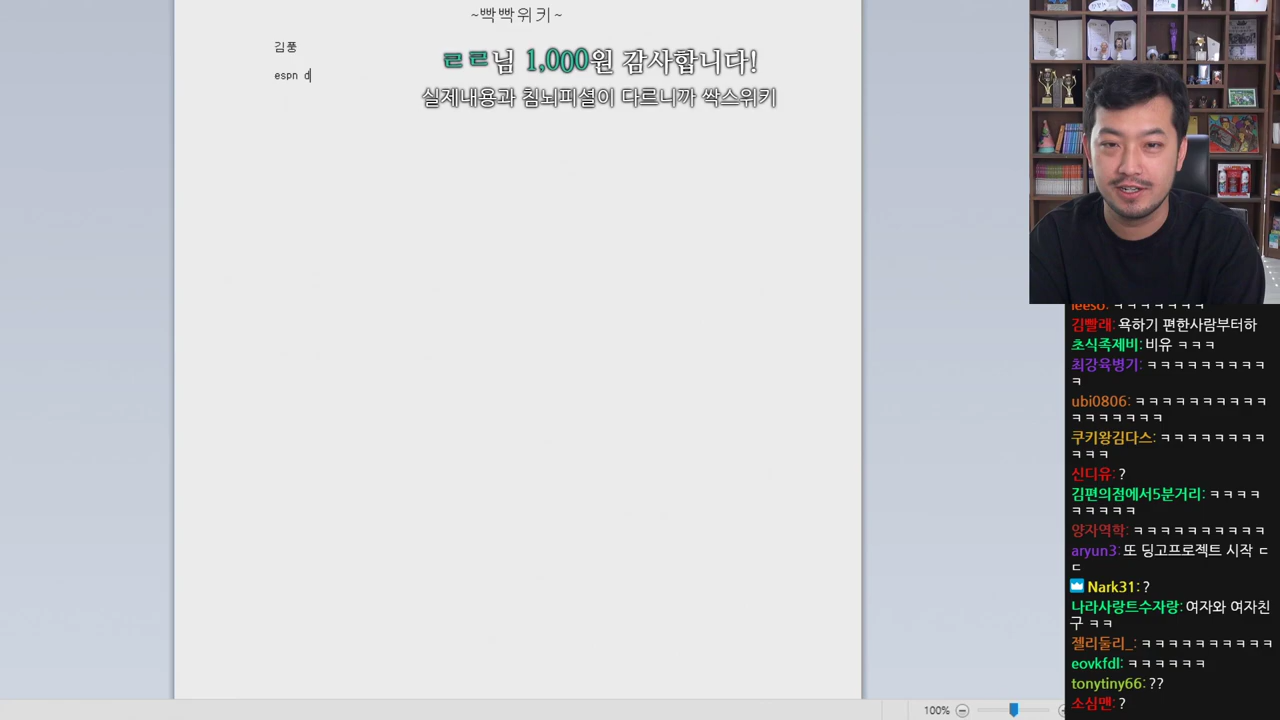 ~빡빡위키~
김풍
espn d
ㄹㄹ님 1,000원 감사합니다!
실제내용과 침뇌피셜이 다르니까 싹스위키
leeso: ㅋㅋㅋㅋㅋㅋㅋ
김빨래: 욕하기 편한사람부터하
초식족제비: 비유 ㅋㅋㅋ
최강육병기: ㅋㅋㅋㅋㅋㅋㅋㅋㅋ
ㅋ
ubi0806: ㅋㅋㅋㅋㅋㅋㅋㅋㅋㅋ
ㅋㅋㅋㅋㅋㅋㅋ
쿠키왕김다스: ㅋㅋㅋㅋㅋㅋㅋㅋ
ㅋㅋㅋ
신디유: ?
김편의점에서5분거리: ㅋㅋㅋㅋ
ㅋㅋㅋㅋㅋ
양자역학: ㅋㅋㅋㅋㅋㅋㅋㅋㅋㅋ
aryun3: 또 딩고프로젝트 시작 ㄷ
ㄷ
Nark31: ?
나라사랑트수자랑: 여자와 여자친
구 ㅋㅋ
젤리둘리_: ㅋㅋㅋㅋㅋㅋㅋㅋㅋㅋ
eovkfdl: ㅋㅋㅋㅋㅋㅋ
tonytiny66: ??
소심맨: ?
100%